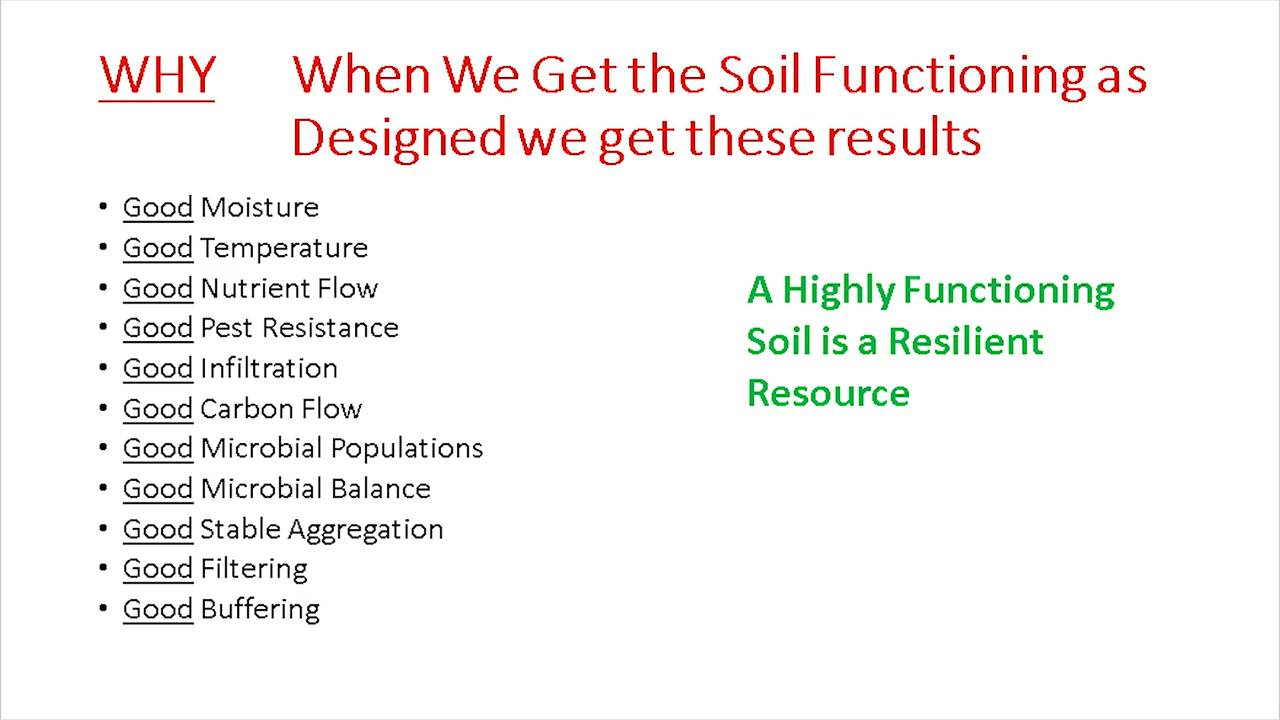 WHY When We Get the Soil Functioning as
Designed we get these results
• Good Moisture
• Good Temperature
• Good Nutrient Flow
• Good Pest Resistance
• Good Infiltration
• Good Carbon Flow
• Good Microbial Populations
• Good Microbial Balance
• Good Stable Aggregation
• Good Filtering
• Good Buffering
A Highly Functioning
Soil is a Resilient
Resource